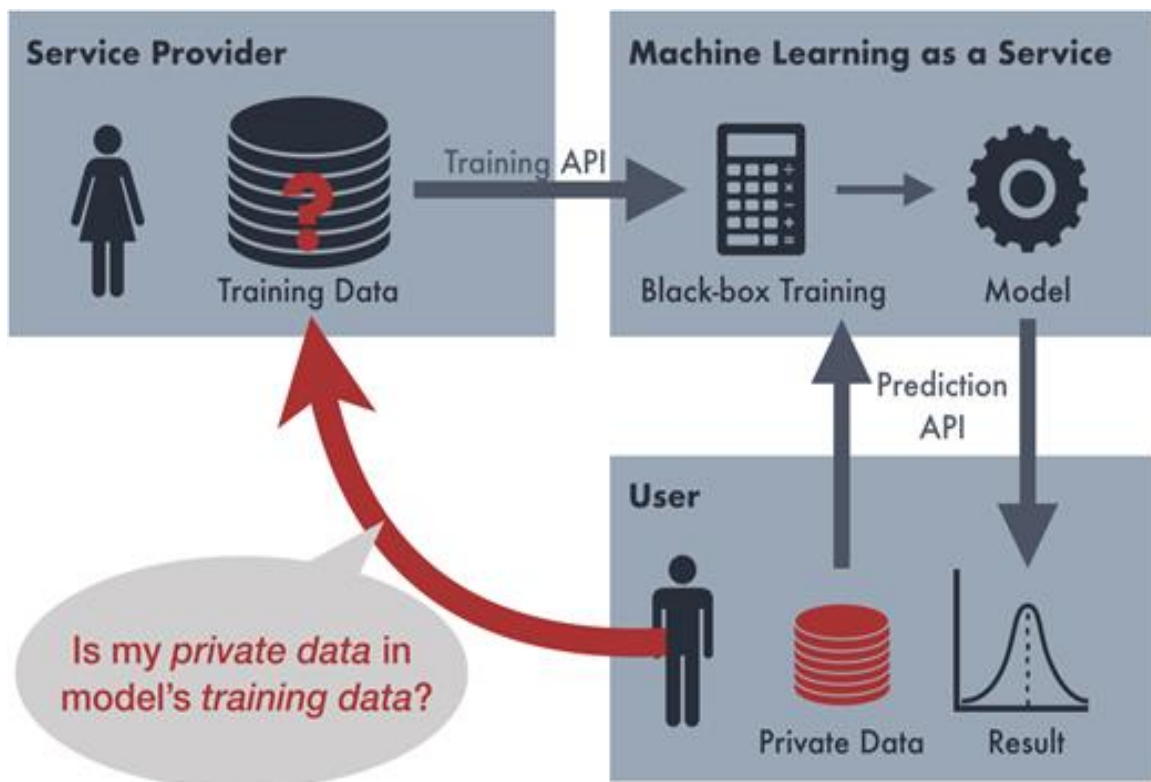 Service Provider
Training Data
?
Training API
Machine Learning as a Service
Black-box Training
Model
Prediction
API
User
Private Data
Result
Is my private data in
model's training data?